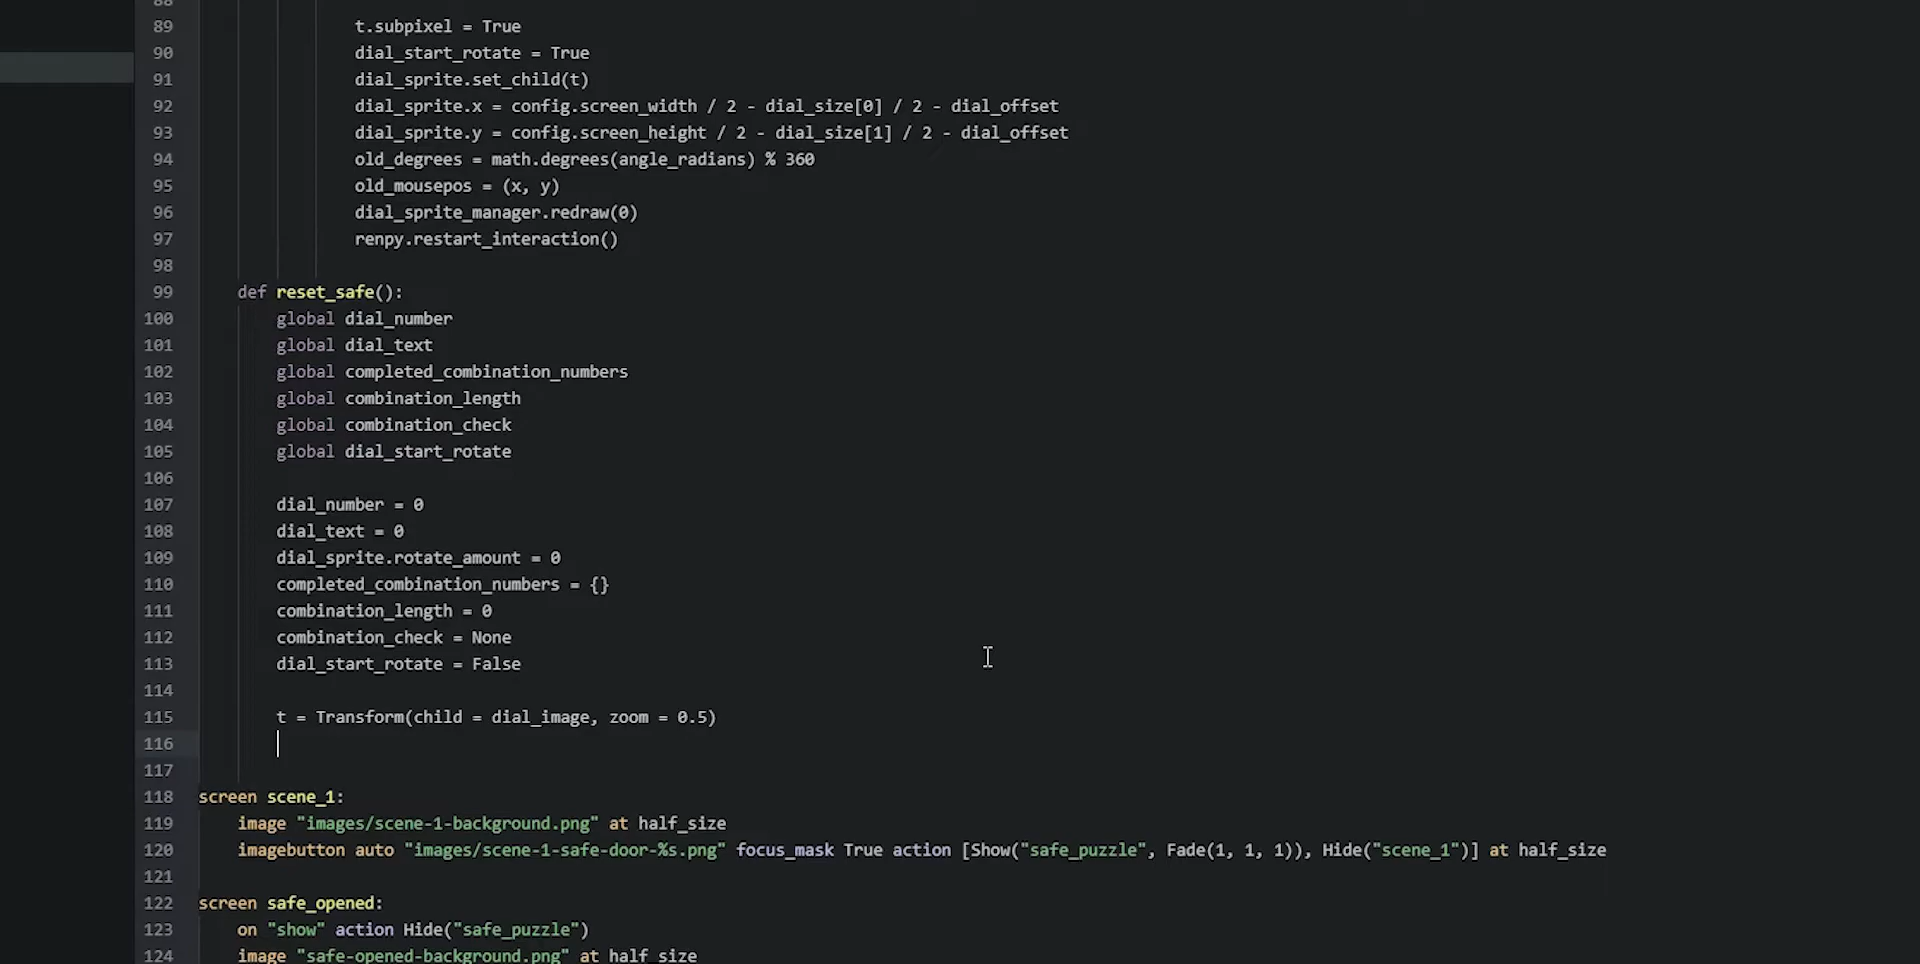 88
89 t.subpixel = True
90 dial_start_rotate = True
91 dial_sprite.set_child(t)
92 dial_sprite.x = config.screen_width / 2 - dial_size[0] / 2 - dial_offset
93 dial_sprite.y = config.screen_height / 2 - dial_size[1] / 2 - dial_offset
94 old_degrees = math.degrees(angle_radians) % 360
95 old_mousepos = (x, y)
96 dial_sprite_manager.redraw(0)
97 renpy.restart_interaction()
98
99 def reset_safe():
100 global dial_number
101 global dial_text
102 global completed_combination_numbers
103 global combination_length
104 global combination_check
105 global dial_start_rotate
106
107 dial_number = 0
108 dial_text = 0
109 dial_sprite.rotate_amount = 0
110 completed_combination_numbers = {}
111 combination_length = 0
112 combination_check = None
113 dial_start_rotate = False
114
115 t = Transform(child = dial_image, zoom = 0.5)
116
117
118 screen scene_1:
119 image "images/scene-1-background.png" at half_size
120 imagebutton auto "images/scene-1-safe-door-%s.png" focus_mask True action [Show("safe_puzzle", Fade(1, 1, 1)), Hide("scene_1")] at half_size
121
122 screen safe_opened:
123 on "show" action Hide("safe_puzzle")
124 image "safe-opened-background.png" at half_size